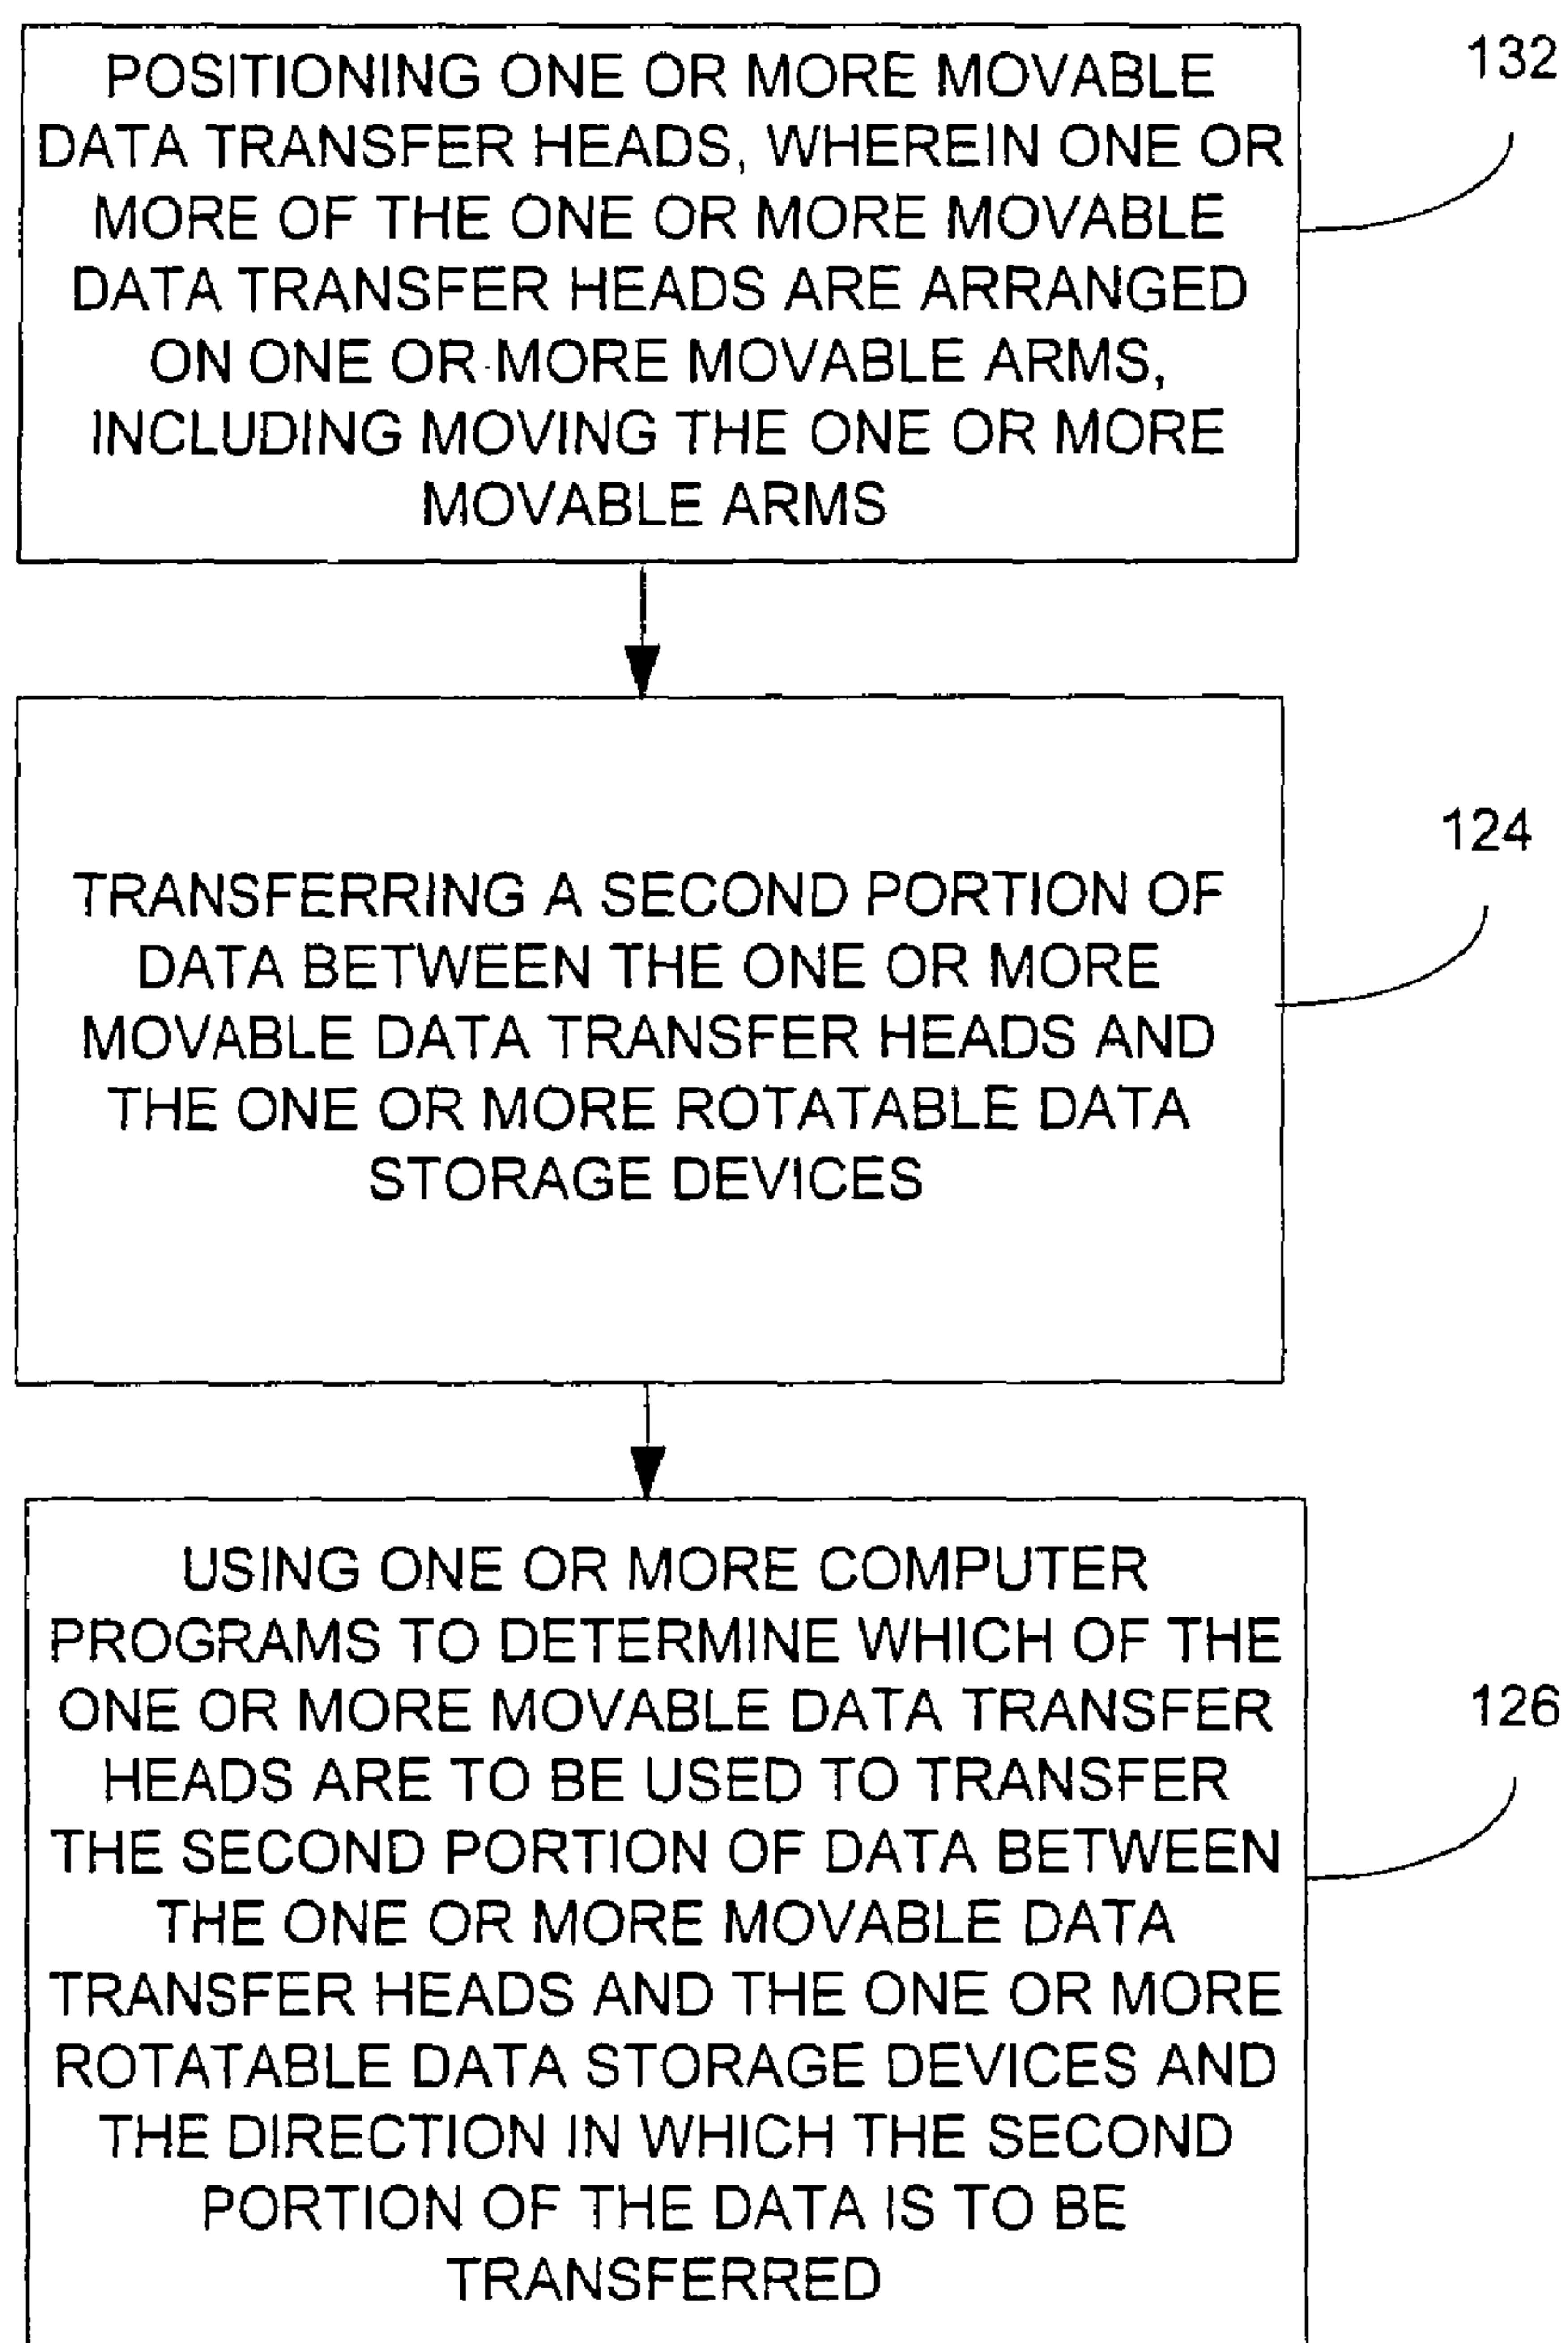 POSITIONING ONE OR MORE MOVABLE
DATA TRANSFER HEADS, WHEREIN ONE OR
MORE OF THE ONE OR MORE MOVABLE
DATA TRANSFER HEADS ARE ARRANGED
ON ONE OR MORE MOVABLE ARMS,
INCLUDING MOVING THE ONE OR MORE
MOVABLE ARMS
132
TRANSFERRING A SECOND PORTION OF
DATA BETWEEN THE ONE OR MORE
MOVABLE DATA TRANSFER HEADS AND
THE ONE OR MORE ROTATABLE DATA
STORAGE DEVICES
124
USING ONE OR MORE COMPUTER
PROGRAMS TO DETERMINE WHICH OF THE
ONE OR MORE MOVABLE DATA TRANSFER
HEADS ARE TO BE USED TO TRANSFER
THE SECOND PORTION OF DATA BETWEEN
THE ONE OR MORE MOVABLE DATA
TRANSFER HEADS AND THE ONE OR MORE
ROTATABLE DATA STORAGE DEVICES AND
THE DIRECTION IN WHICH THE SECOND
PORTION OF THE DATA IS TO BE
TRANSFERRED
126